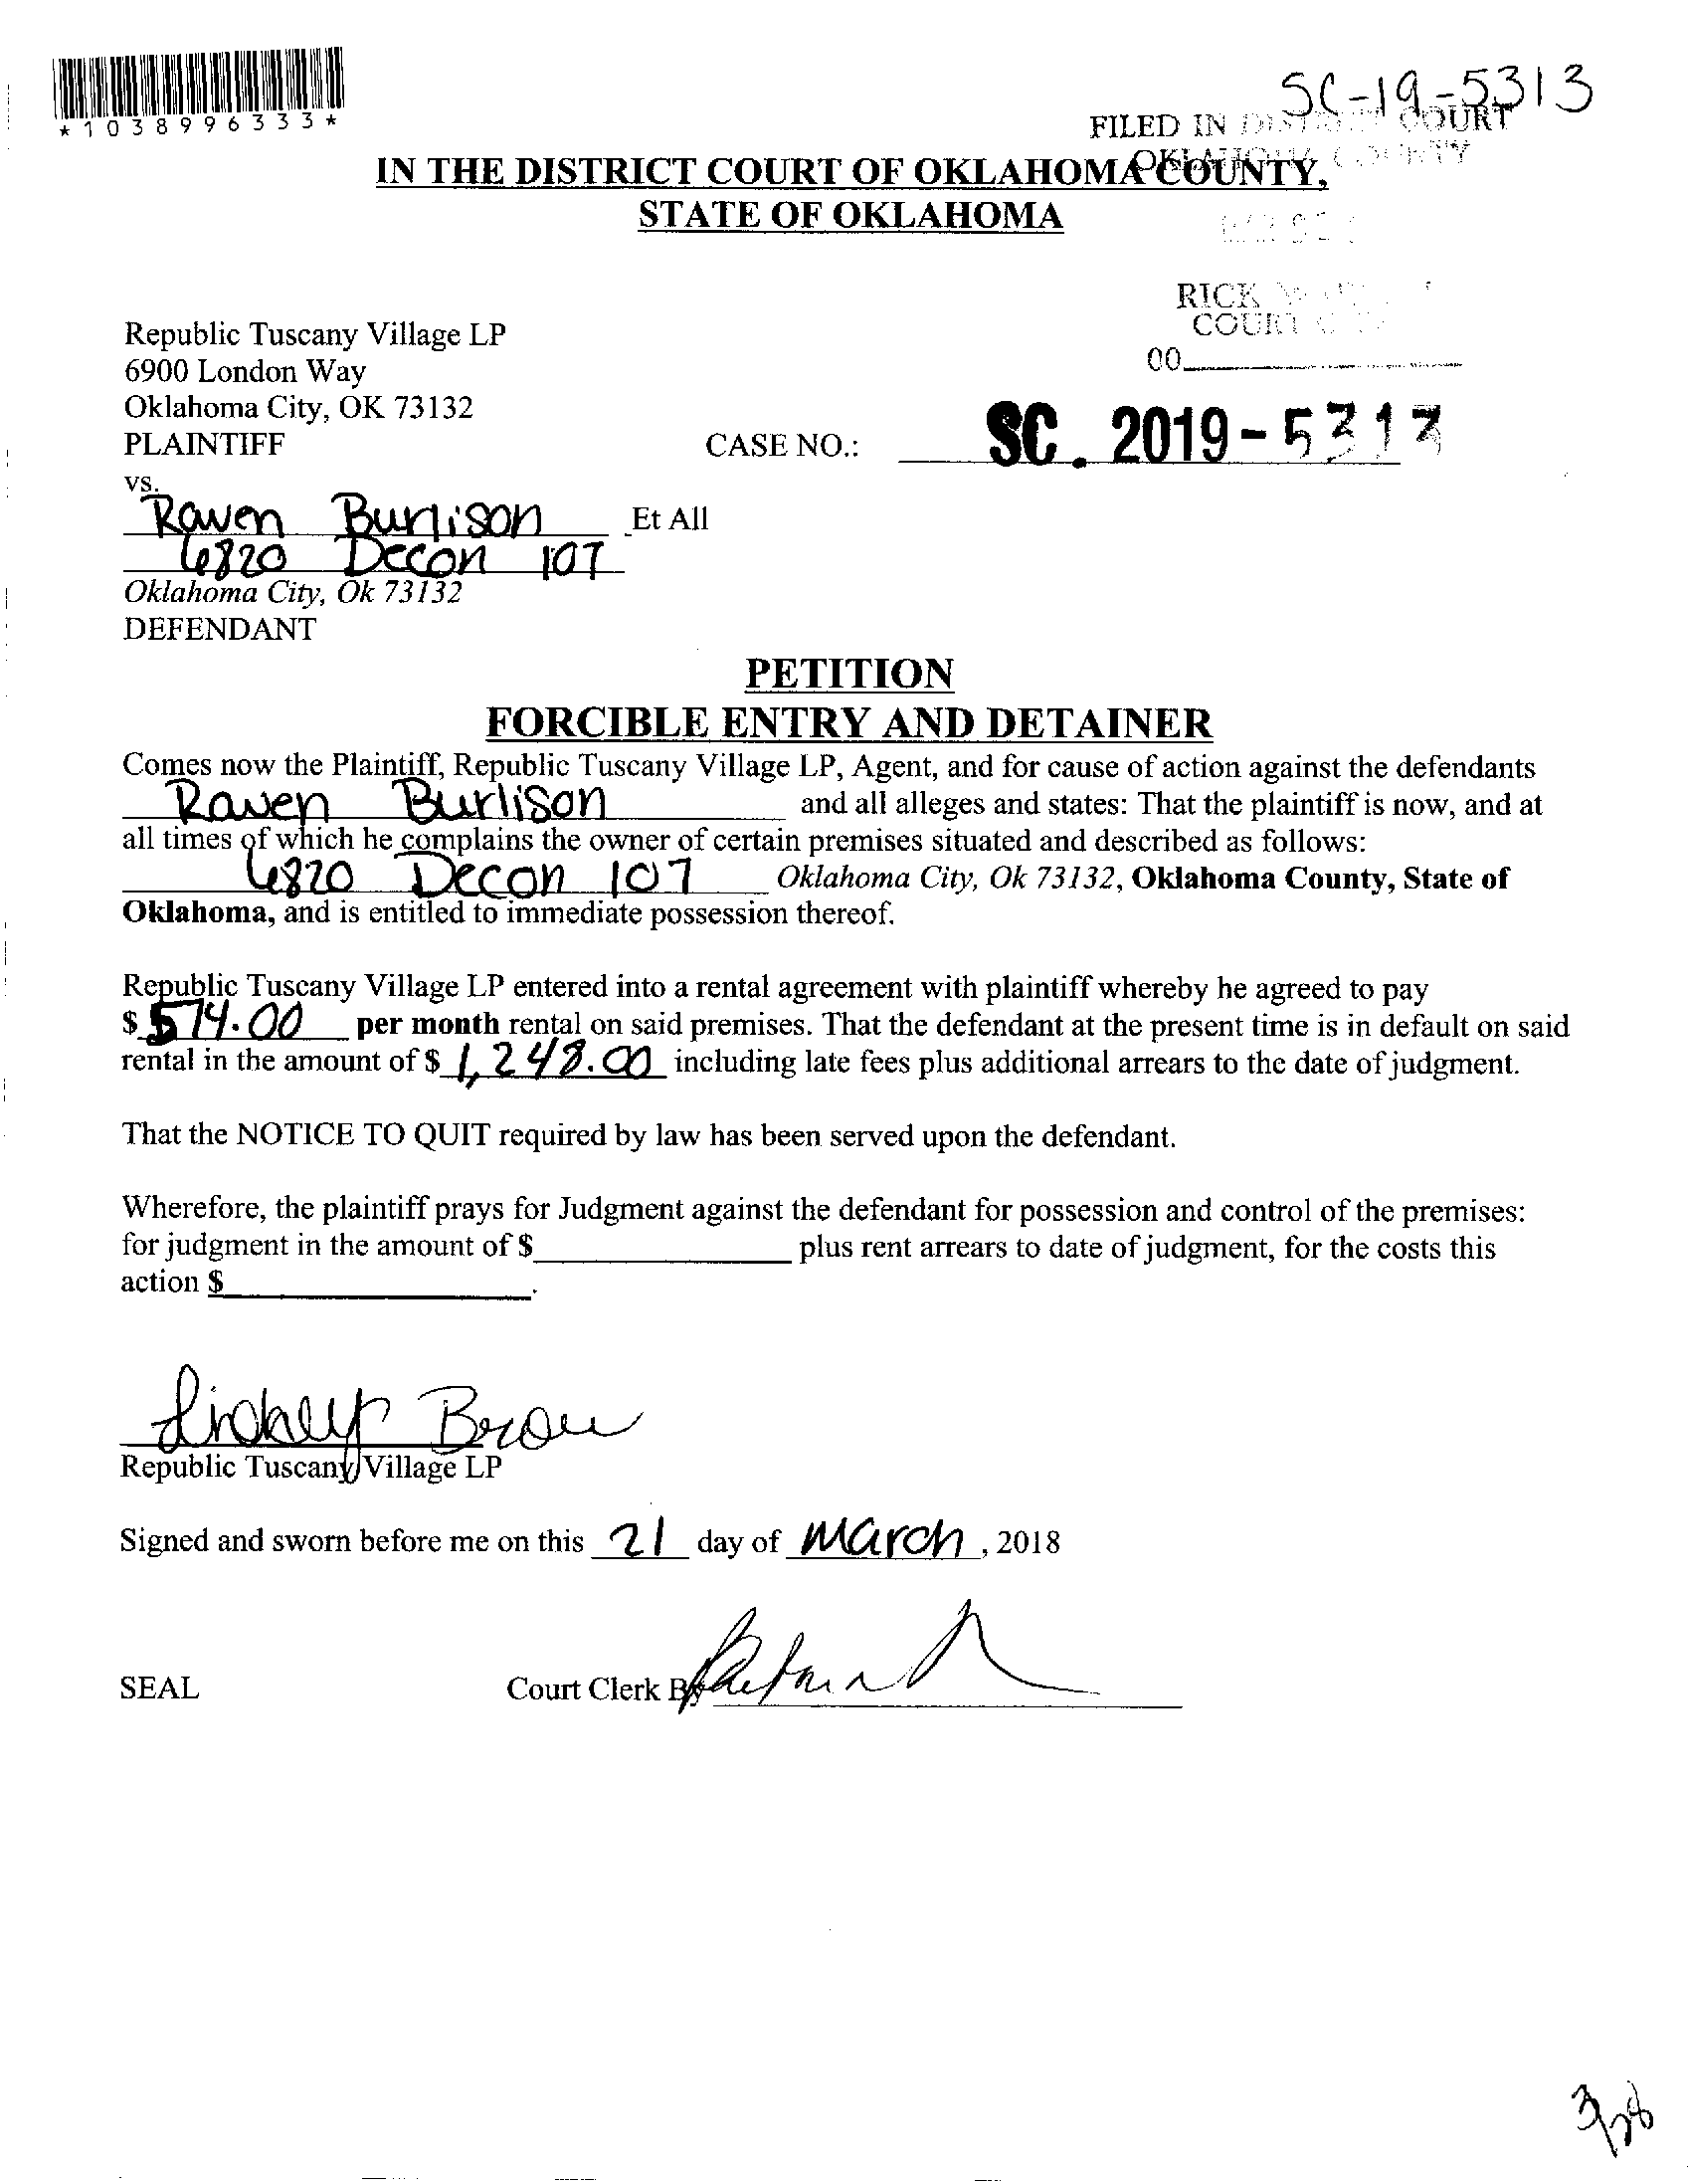 *1038996333*
SC-19-5313
FILED IN DISTRICT COURT
OKLAHOMA COUNTY
IN THE DISTRICT COURT OF OKLAHOMA COUNTY,
STATE OF OKLAHOMA
RICK
COURT
00
Republic Tuscany Village LP
6900 London Way
Oklahoma City, OK 73132
PLAINTIFF
CASE NO.: SC. 2019-5313
vs.
Raven Burlison Et All
6820 Decon 107
Oklahoma City, Ok 73132
DEFENDANT
PETITION
FORCIBLE ENTRY AND DETAINER
Comes now the Plaintiff, Republic Tuscany Village LP, Agent, and for cause of action against the defendants
Raven Burlison and all alleges and states: That the plaintiff is now, and at
all times of which he complains the owner of certain premises situated and described as follows:
6820 Decon 107 Oklahoma City, Ok 73132, Oklahoma County, State of
Oklahoma, and is entitled to immediate possession thereof.
Republic Tuscany Village LP entered into a rental agreement with plaintiff whereby he agreed to pay
$ 574.00 per month rental on said premises. That the defendant at the present time is in default on said
rental in the amount of $ 1,248.00 including late fees plus additional arrears to the date of judgment.
That the NOTICE TO QUIT required by law has been served upon the defendant.
Wherefore, the plaintiff prays for Judgment against the defendant for possession and control of the premises:
for judgment in the amount of $ plus rent arrears to date of judgment, for the costs this
action $ .
Republic Tuscany Village LP
Signed and sworn before me on this 21 day of March, 2018
SEAL
Court Clerk By
3/28